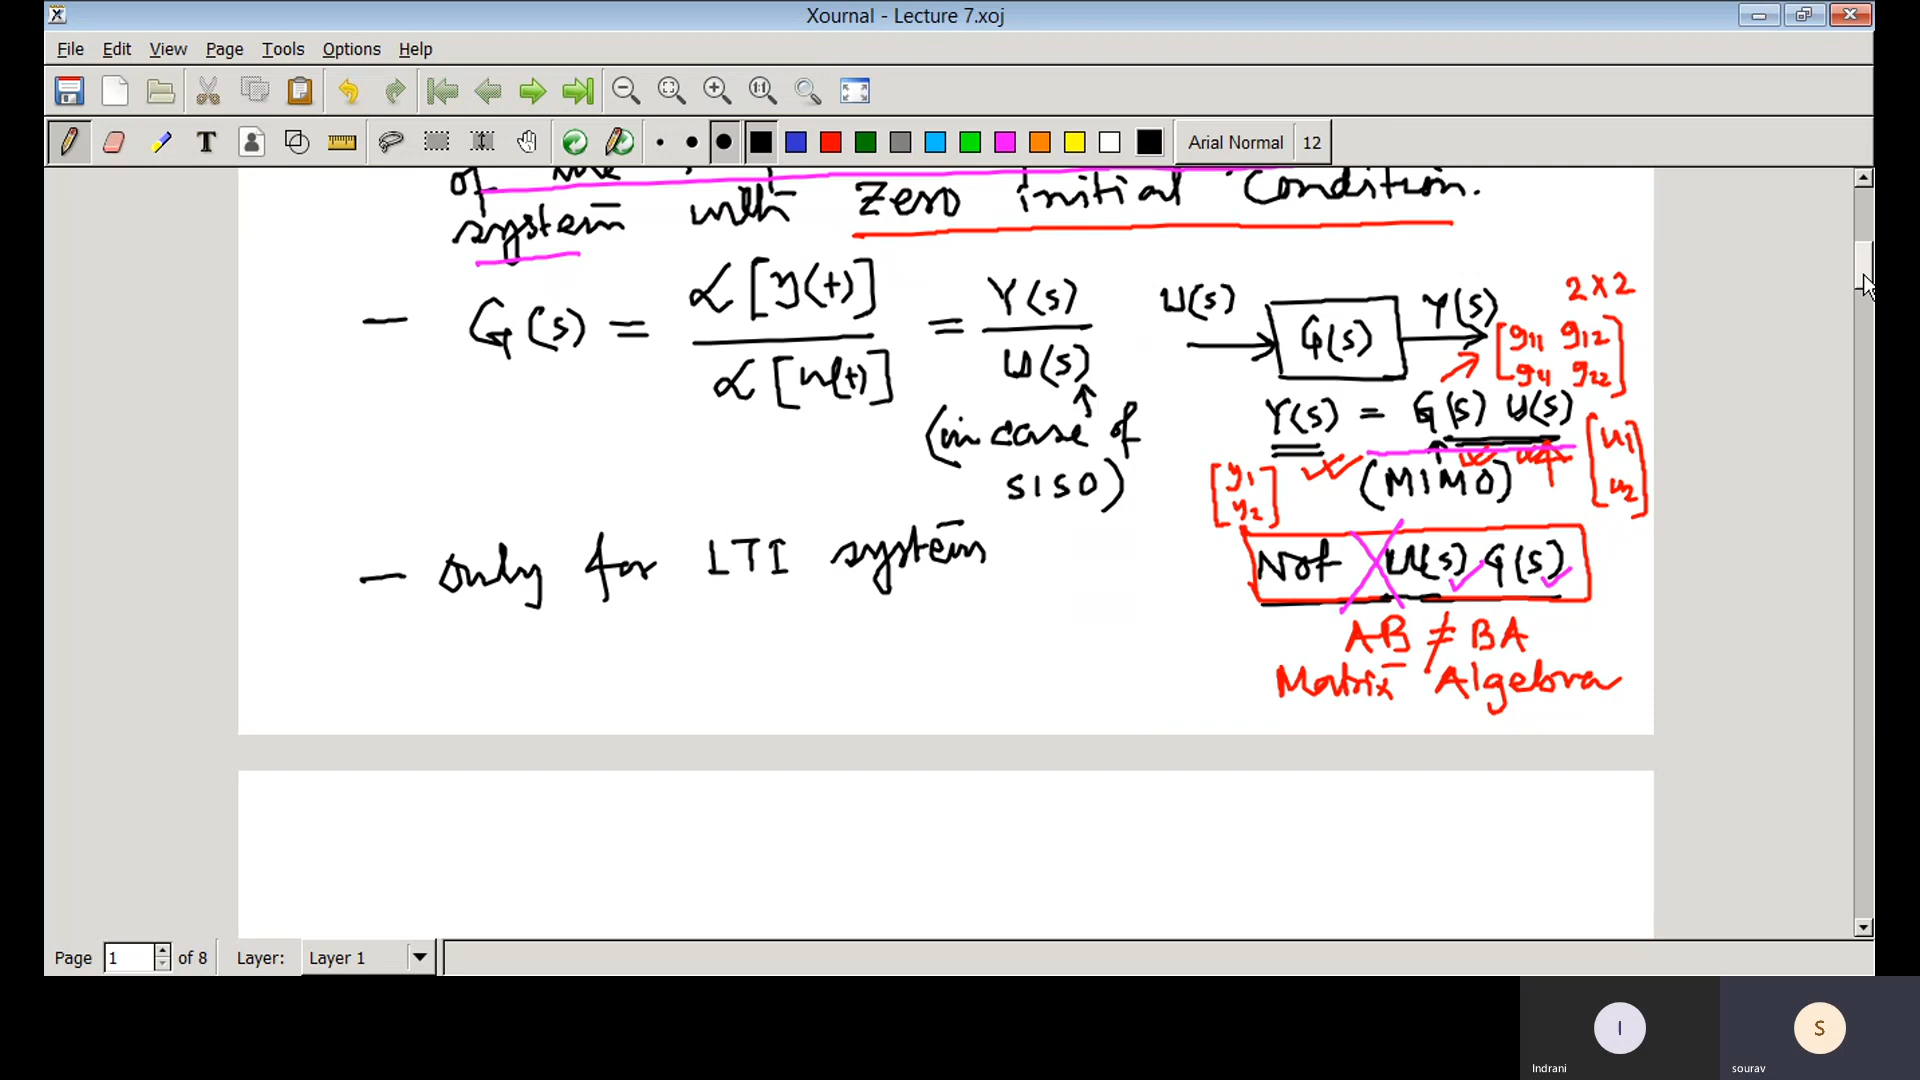 Xournal - Lecture 7.xoj
File Edit View Page Tools Options Help
Arial Normal 12
of the
system with Zero initial Condition.
— G(s) = ℒ[y(t)] / ℒ[u(t)] = Y(s) / U(s)
(in case of
SISO)
U(s) G(s) Y(s)
2 x 2
[g11 g12
g21 g22]
Y(s) = G(s) U(s)
(MIMO)
[y1
y2]
[u1
u2]
Not U(s) G(s)
AB ≠ BA
Matrix Algebra
— only for LTI system
Page 1 of 8 Layer: Layer 1
I
Indrani
S
sourav